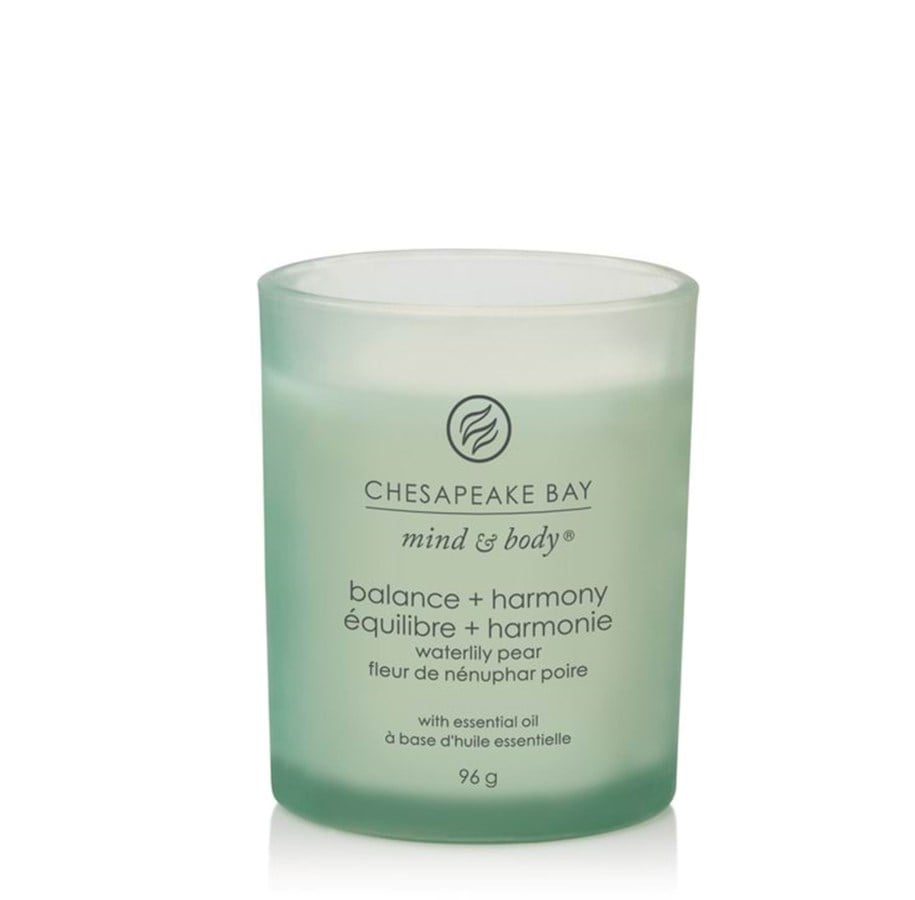 CHESAPEAKE BAY
mind & body®
balance + harmony
équilibre + harmonie
waterlily pear
fleur de nénuphar poire
with essential oil
à base d'huile essentielle
96 g